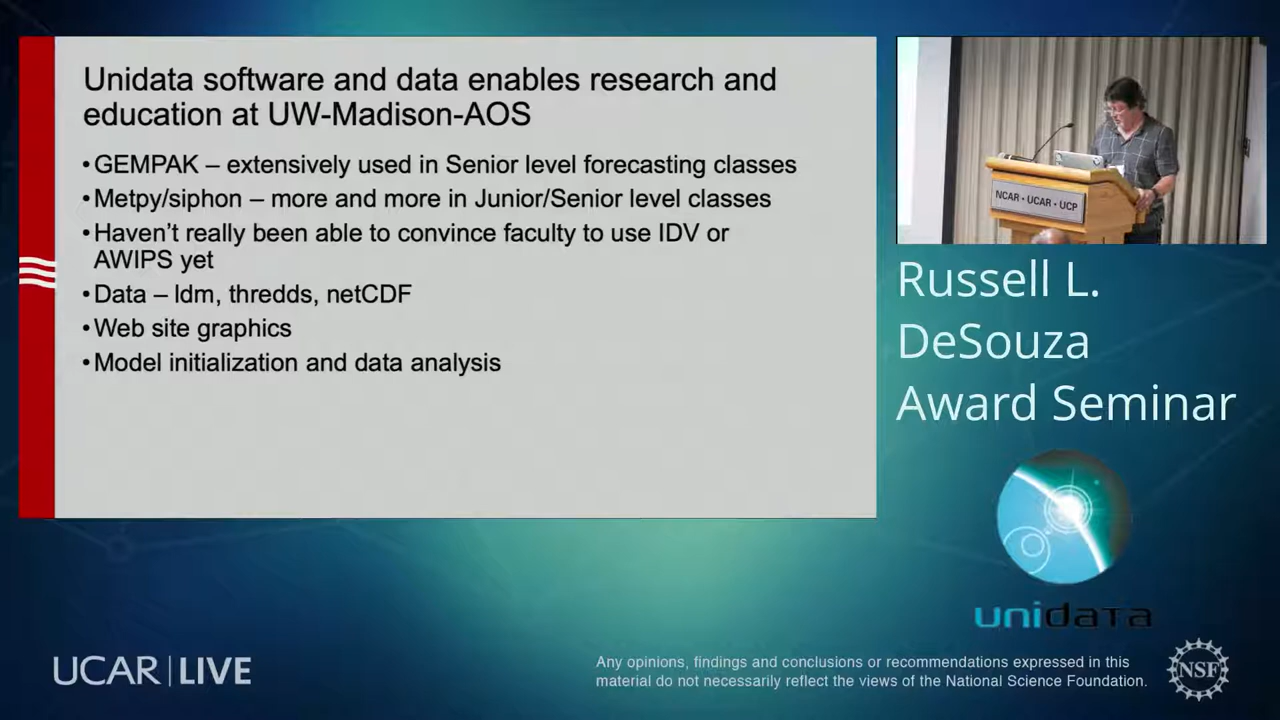 Unidata software and data enables research and
education at UW-Madison-AOS
•GEMPAK – extensively used in Senior level forecasting classes
•Metpy/siphon – more and more in Junior/Senior level classes
•Haven't really been able to convince faculty to use IDV or
AWIPS yet
•Data – ldm, thredds, netCDF
•Web site graphics
•Model initialization and data analysis
NCAR • UCAR • UCP
Russell L.
DeSouza
Award Seminar
unidata
UCAR | LIVE
Any opinions, findings and conclusions or recommendations expressed in this
material do not necessarily reflect the views of the National Science Foundation.
NSF